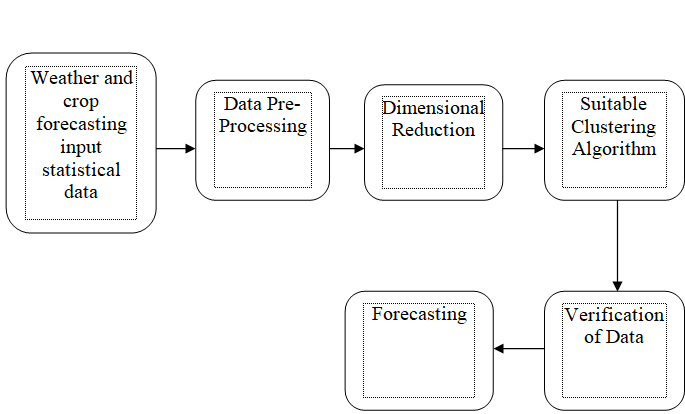 Weather and
crop
forecasting
input
statistical
data
Data Pre-
Processing
Dimensional
Reduction
Suitable
Clustering
Algorithm
Verification
of Data
Forecasting